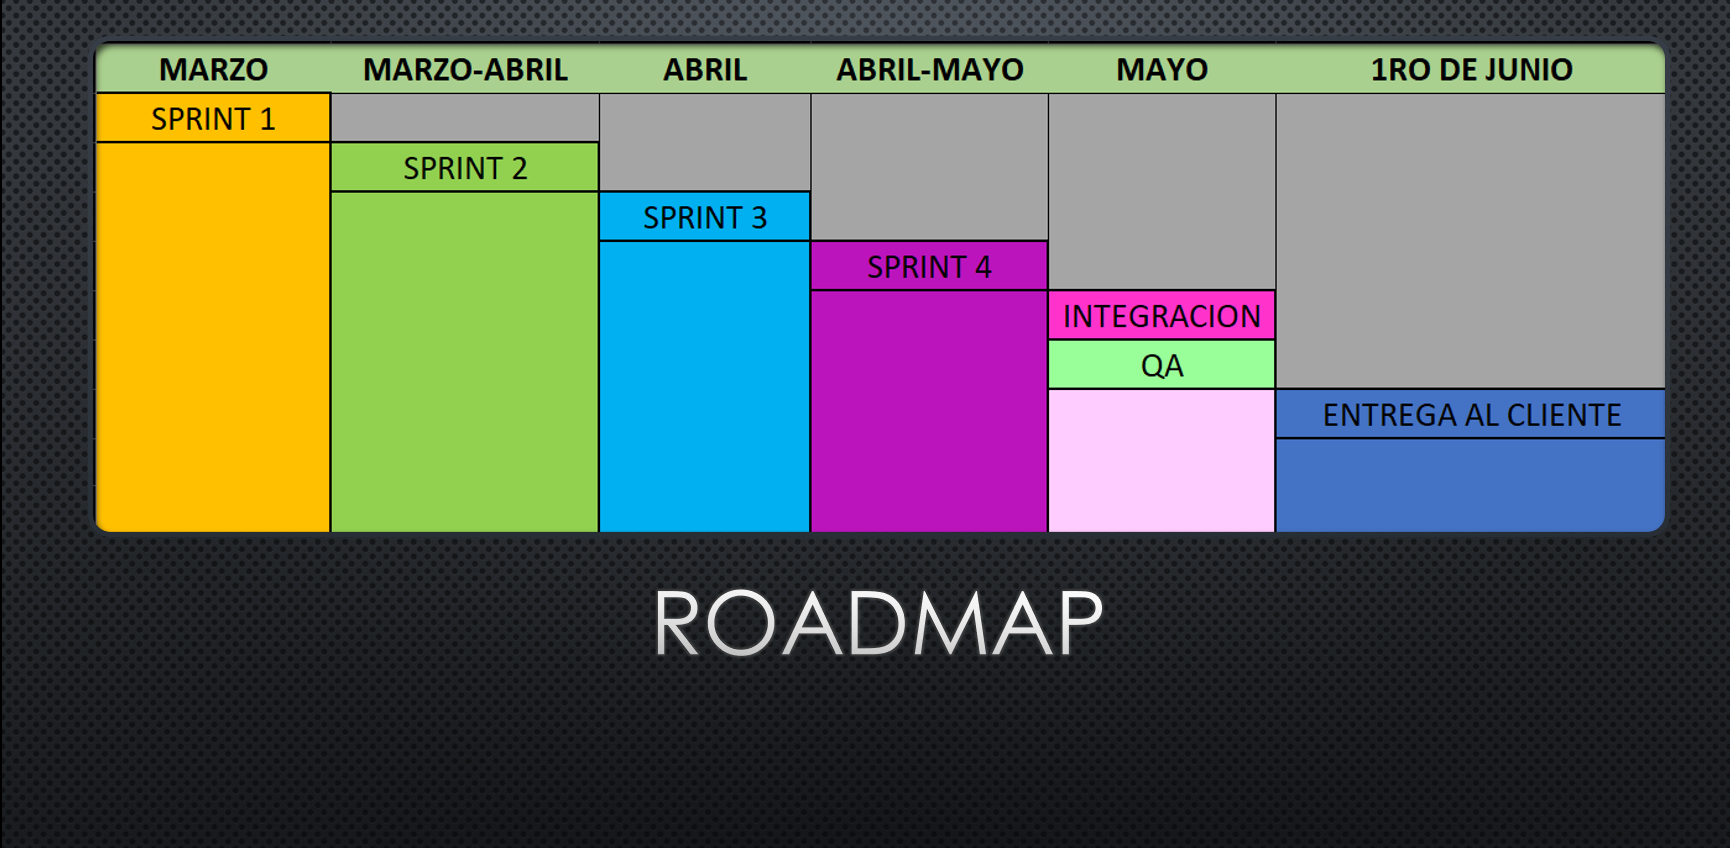 MARZO MARZO-ABRIL ABRIL ABRIL-MAYO MAYO 1RO DE JUNIO
SPRINT 1
SPRINT 2
SPRINT 3
SPRINT 4
INTEGRACION
QA
ENTREGA AL CLIENTE
ROADMAP